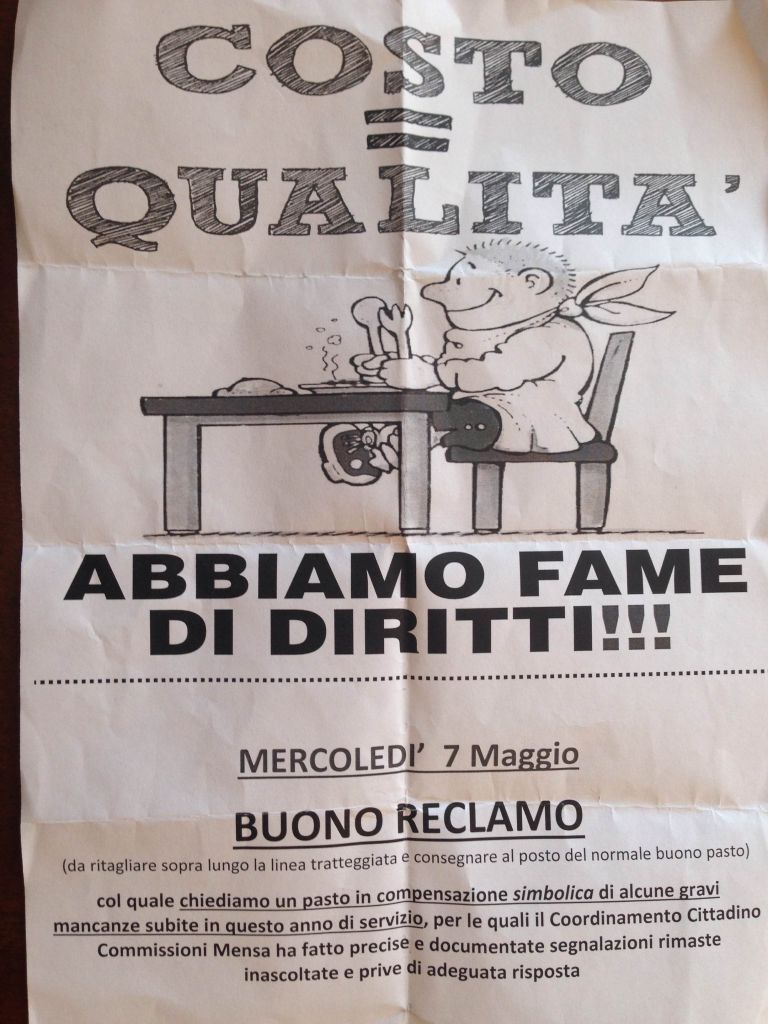 COSTO
=
QUALITA'
ABBIAMO FAME
DI DIRITTI!!!
MERCOLEDI' 7 Maggio
BUONO RECLAMO
(da ritagliare sopra lungo la linea tratteggiata e consegnare al posto del normale buono pasto)
col quale chiediamo un pasto in compensazione simbolica di alcune gravi
mancanze subite in questo anno di servizio, per le quali il Coordinamento Cittadino
Commissioni Mensa ha fatto precise e documentate segnalazioni rimaste
inascoltate e prive di adeguata risposta